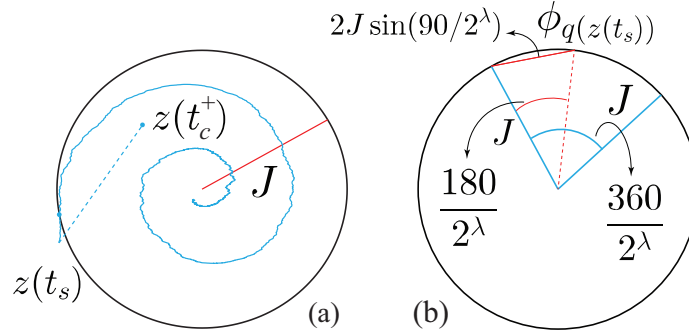 z(t_c^+)
J
z(t_s)
(a)
2J sin(90/2^λ)
ϕ_{q(z(t_s))}
J
J
180/2^λ
360/2^λ
(b)